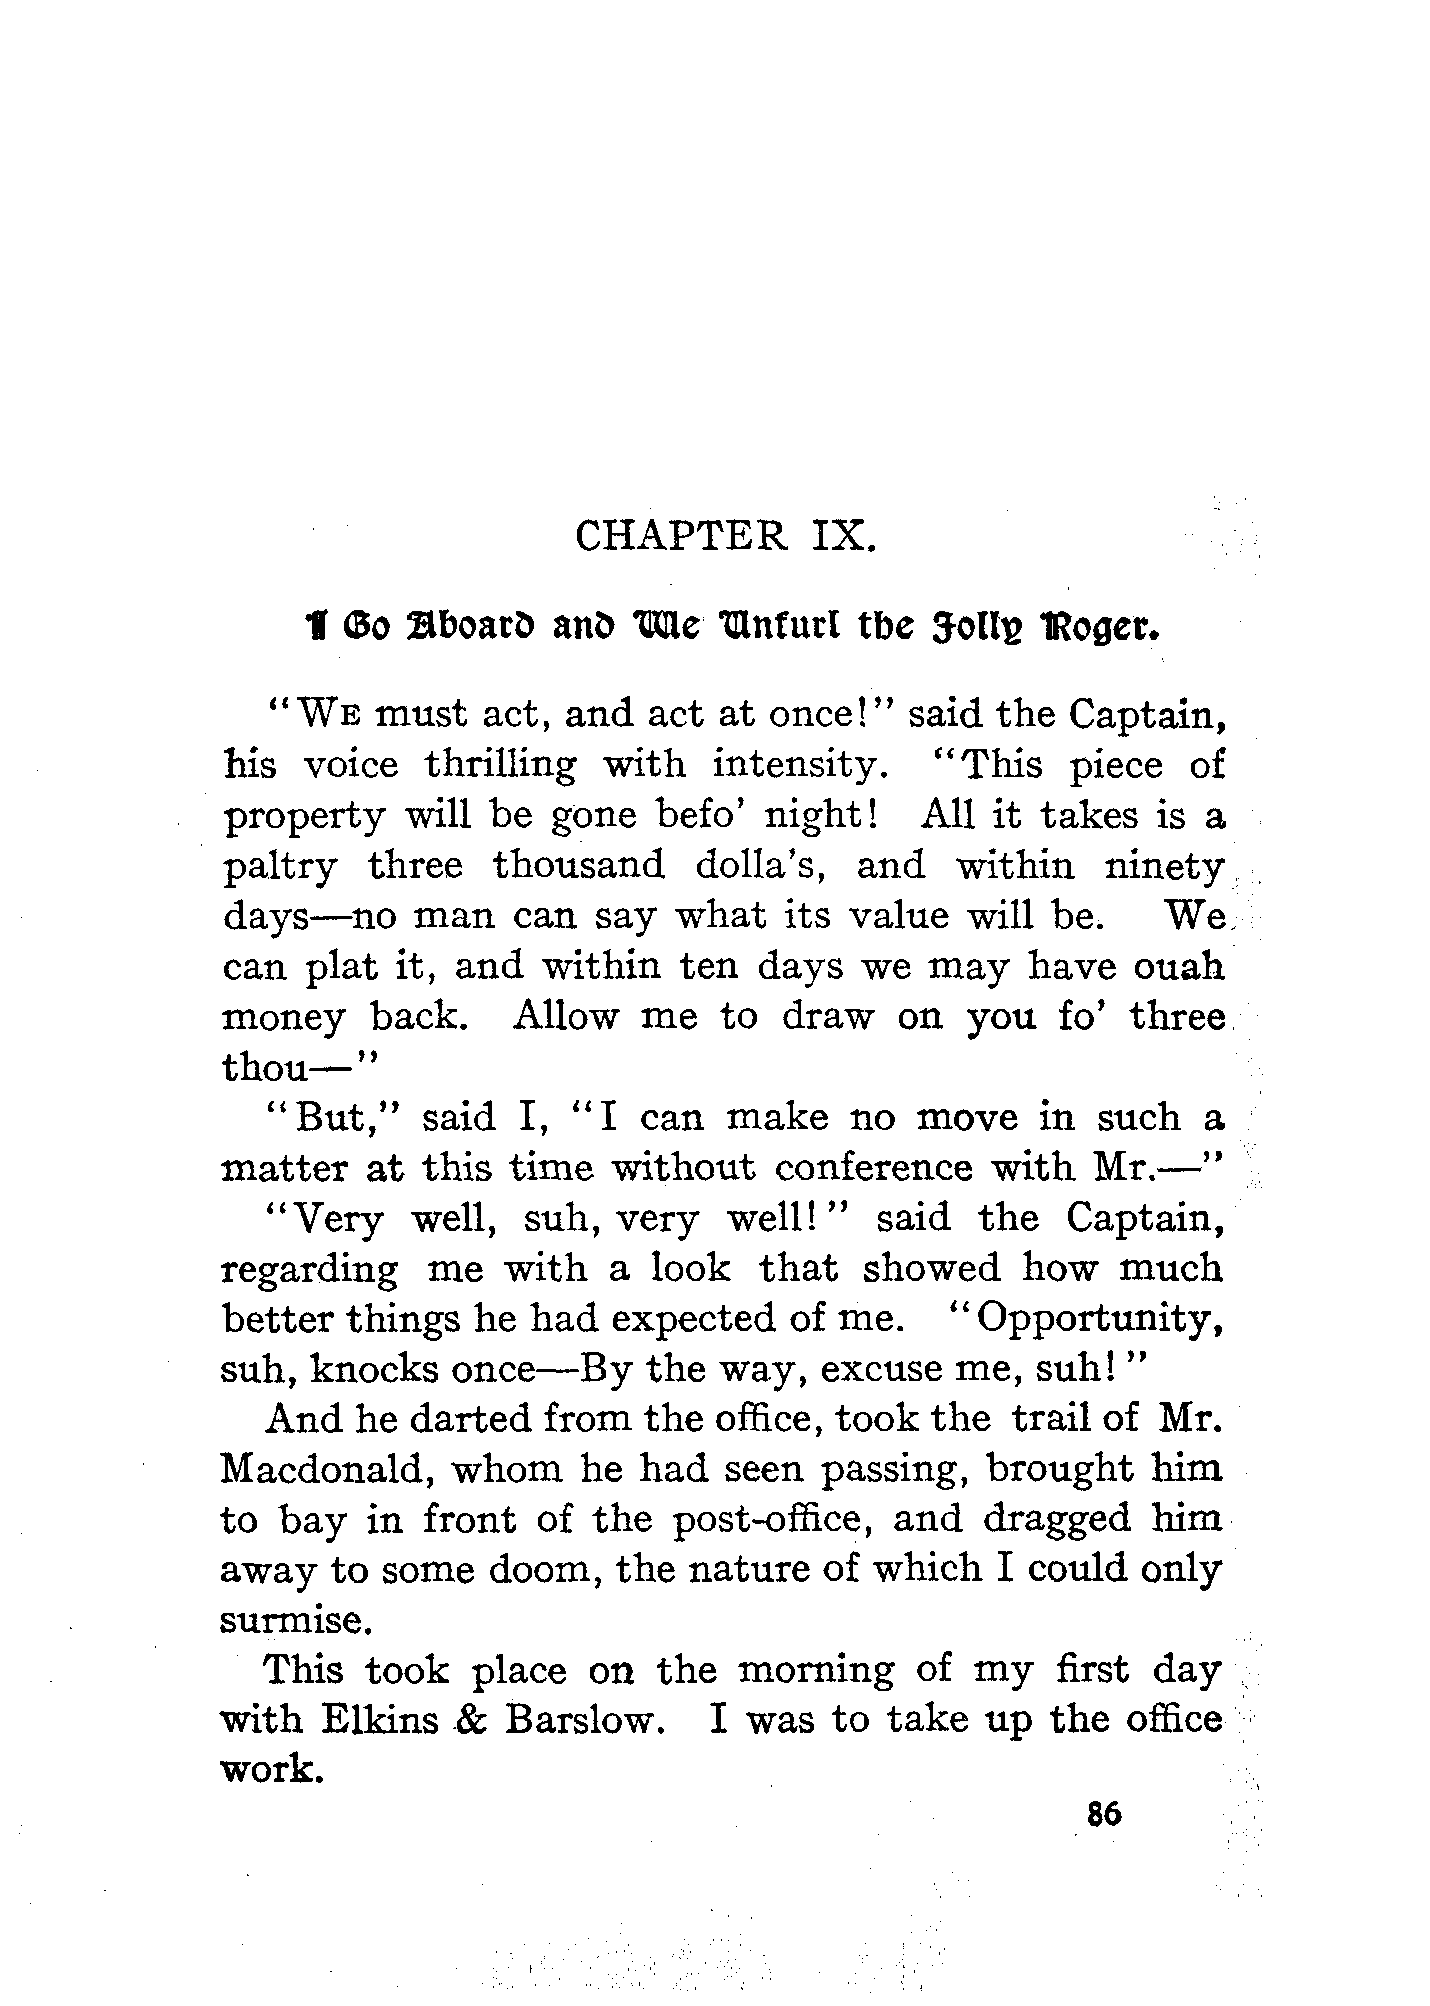 CHAPTER IX.
I Go Aboard and We Unfurl the Jolly Roger.
"WE must act, and act at once!" said the Captain,
his voice thrilling with intensity. "This piece of
property will be gone befo' night! All it takes is a
paltry three thousand dolla's, and within ninety
days—no man can say what its value will be. We
can plat it, and within ten days we may have ouah
money back. Allow me to draw on you fo' three
thou—"
"But," said I, "I can make no move in such a
matter at this time without conference with Mr.—"
"Very well, suh, very well!" said the Captain,
regarding me with a look that showed how much
better things he had expected of me. "Opportunity,
suh, knocks once—By the way, excuse me, suh!"
And he darted from the office, took the trail of Mr.
Macdonald, whom he had seen passing, brought him
to bay in front of the post-office, and dragged him
away to some doom, the nature of which I could only
surmise.
This took place on the morning of my first day
with Elkins & Barslow. I was to take up the office
work.
86